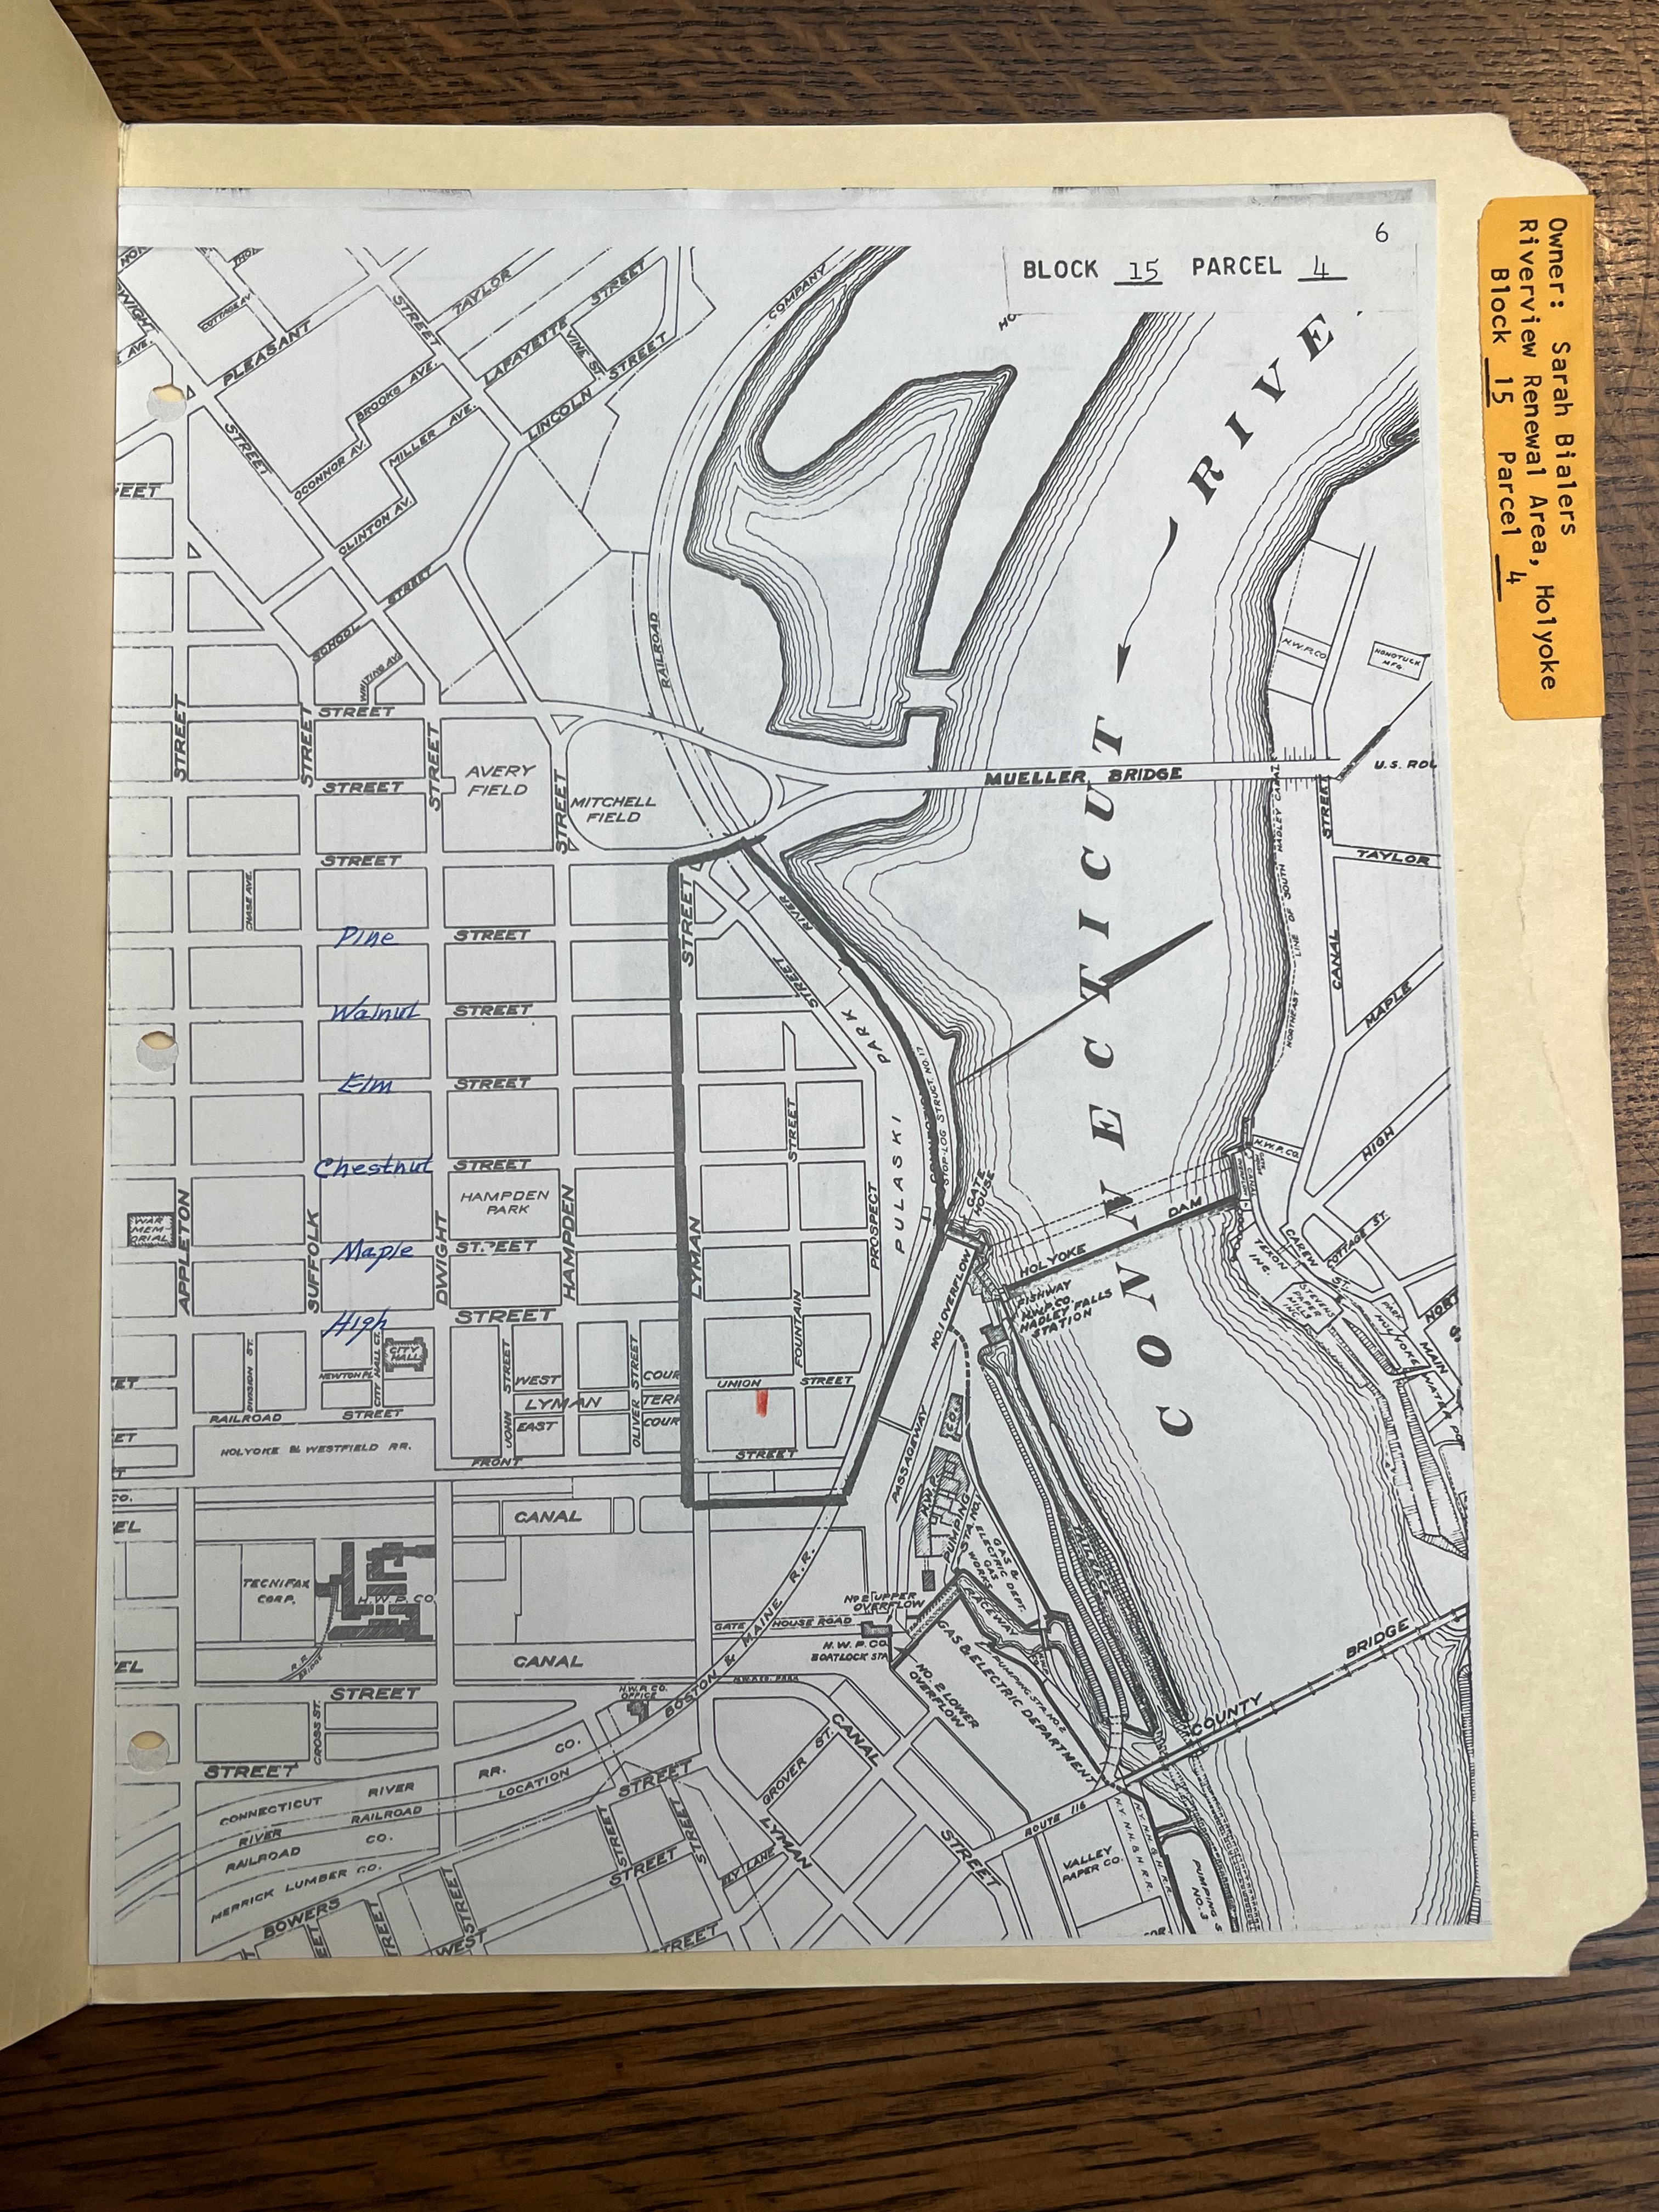 6
BLOCK 15 PARCEL 4
Owner: Sarah Bialers
Riverview Renewal Area, Holyoke
Block 15 Parcel 4
COTTAGE AV.
PLEASANT
STREET
TAYLOR
LAFAYETTE
STREET
VINE ST.
LINCOLN
STREET
COMPANY
BROOKS AVE.
MILLER AVE.
OCONNOR AV.
CLINTON AV.
STREET
SCHOOL
STREET
WHITING AV.
RAILROAD
CONNECTICUT
RIVE
H.W.P.CO
NONOTUCK
MFG
MUELLER BRIDGE
STREET
STREET
STREET
STREET
STREET
STREET
AVERY
FIELD
MITCHELL
FIELD
STREET
CHASE AVE.
STREET
TAYLOR
CANAL
MAPLE
HIGH
NORTHEAST LINE OF SOUTH HADLEY CANAL
Pine
STREET
Walnut
STREET
Elm
STREET
Chestnut
STREET
Maple
High
STREET
STREET
RIVER
STREET
PARK
PULASKI
PROSPECT
STREET
STOP-LOG STRUCT. NO.17
GATE
HOUSE
WAR
MEM-
ORIAL
APPLETON
SUFFOLK
DWIGHT
HAMPDEN
PARK
HAMPDEN
LYMAN
FOUNTAIN
HOLYOKE DAM
FISHWAY
H.W.P.CO.
HADLEY FALLS
STATION
NO.1 OVERFLOW
H.W.P.CO.
CAREW ST.
COTTAGE ST.
TEXON
INC.
STEVENS
PAPER
MILLS
INC.
MAIN
CITY
HALL
CITY HALL CT.
NEWTON PL.
DIVISION ST.
RAILROAD STREET
JOHN STREET
WEST
LYMAN
EAST
OLIVER STREET
COUR
TERR
COUR
UNION STREET
STREET
HOLYOKE & WESTFIELD RR.
FRONT
PASSAGEWAY
H.W.P.
PUMPING
STA. NO.1
GAS &
ELECTRIC DEPT.
GAS
WORKS
RACEWAY
TAILRACE
CANAL
TECNIFAX
CORP.
H.W.P. CO.
R.R.
BRIDGE
GATE HOUSE ROAD
NO 2 UPPER
OVERFLOW
H.W.P.CO.
BOATLOCK STA.
NO. 2 LOWER
OVERFLOW
GAS & ELECTRIC DEPARTMENT
PUMPING STA. NO.2
CANAL
BOSTON & MAINE R.R.
H.W.P. CO.
OFFICE
STREET
CROSS ST.
STREET
CONNECTICUT RIVER RR. CO.
LOCATION
RIVER RAILROAD
RAILROAD CO.
MERRICK LUMBER CO.
BOWERS
STREET
WEST
STREET
STREET
STREET
STREET
ELY LANE
GROVER ST.
LYMAN
CANAL
STREET
STREET
COUNTY BRIDGE
ROUTE 116
VALLEY
PAPER CO.
N.Y. N.H. & H. R.R.
N.Y. N.H. & H. R.R.
PUMPING S
NO.3